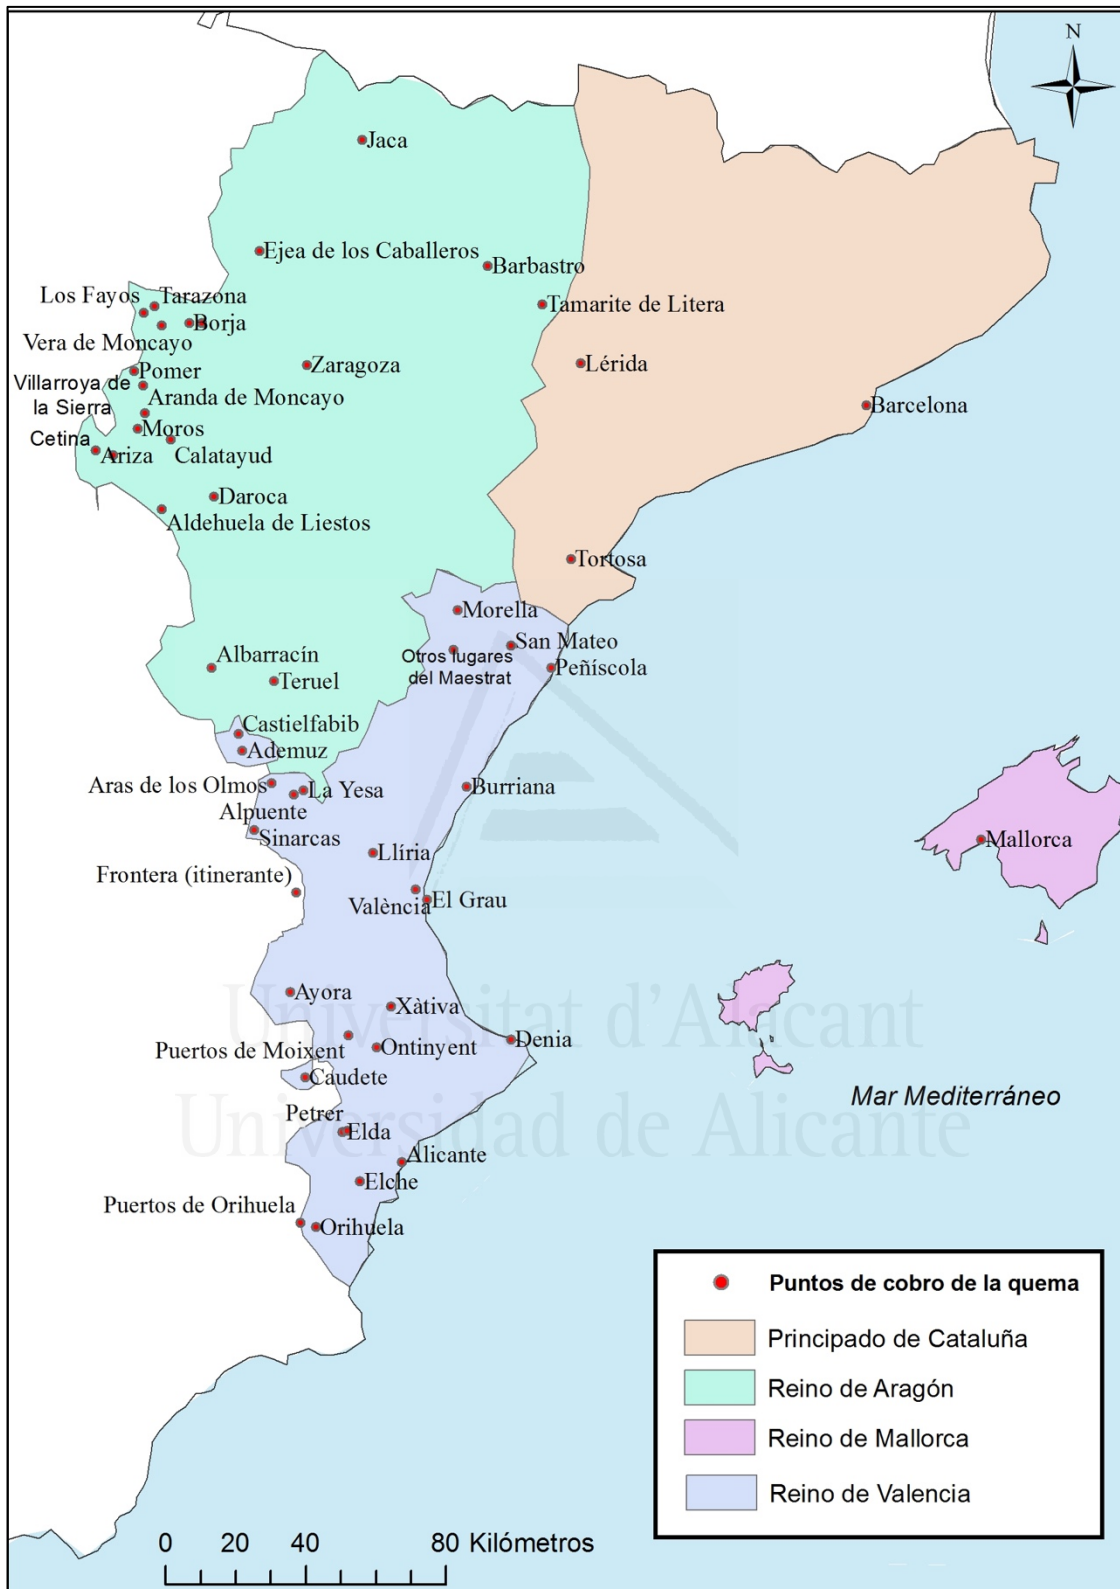 N
Jaca
Ejea de los Caballeros
Barbastro
Los Fayos
Tarazona
Tamarite de Litera
Borja
Vera de Moncayo
Zaragoza
Lérida
Pomer
Villarroya de
la Sierra
Aranda de Moncayo
Barcelona
Moros
Cetina
Ariza
Calatayud
Daroca
Aldehuela de Liestos
Tortosa
Morella
San Mateo
Otros lugares
del Maestrat
Albarracín
Peñíscola
Teruel
Castielfabib
Ademuz
Aras de los Olmos
La Yesa
Burriana
Alpuente
Sinarcas
Mallorca
Llíria
Frontera (itinerante)
València
El Grau
Ayora
Xàtiva
Universitat d'Alacant
Denia
Puertos de Moixent
Ontinyent
Caudete
Mar Mediterráneo
Universidad de Alicante
Petrer
Elda
Alicante
Elche
Puertos de Orihuela
Orihuela
Puntos de cobro de la quema
Principado de Cataluña
Reino de Aragón
Reino de Mallorca
Reino de Valencia
0 20 40 80 Kilómetros